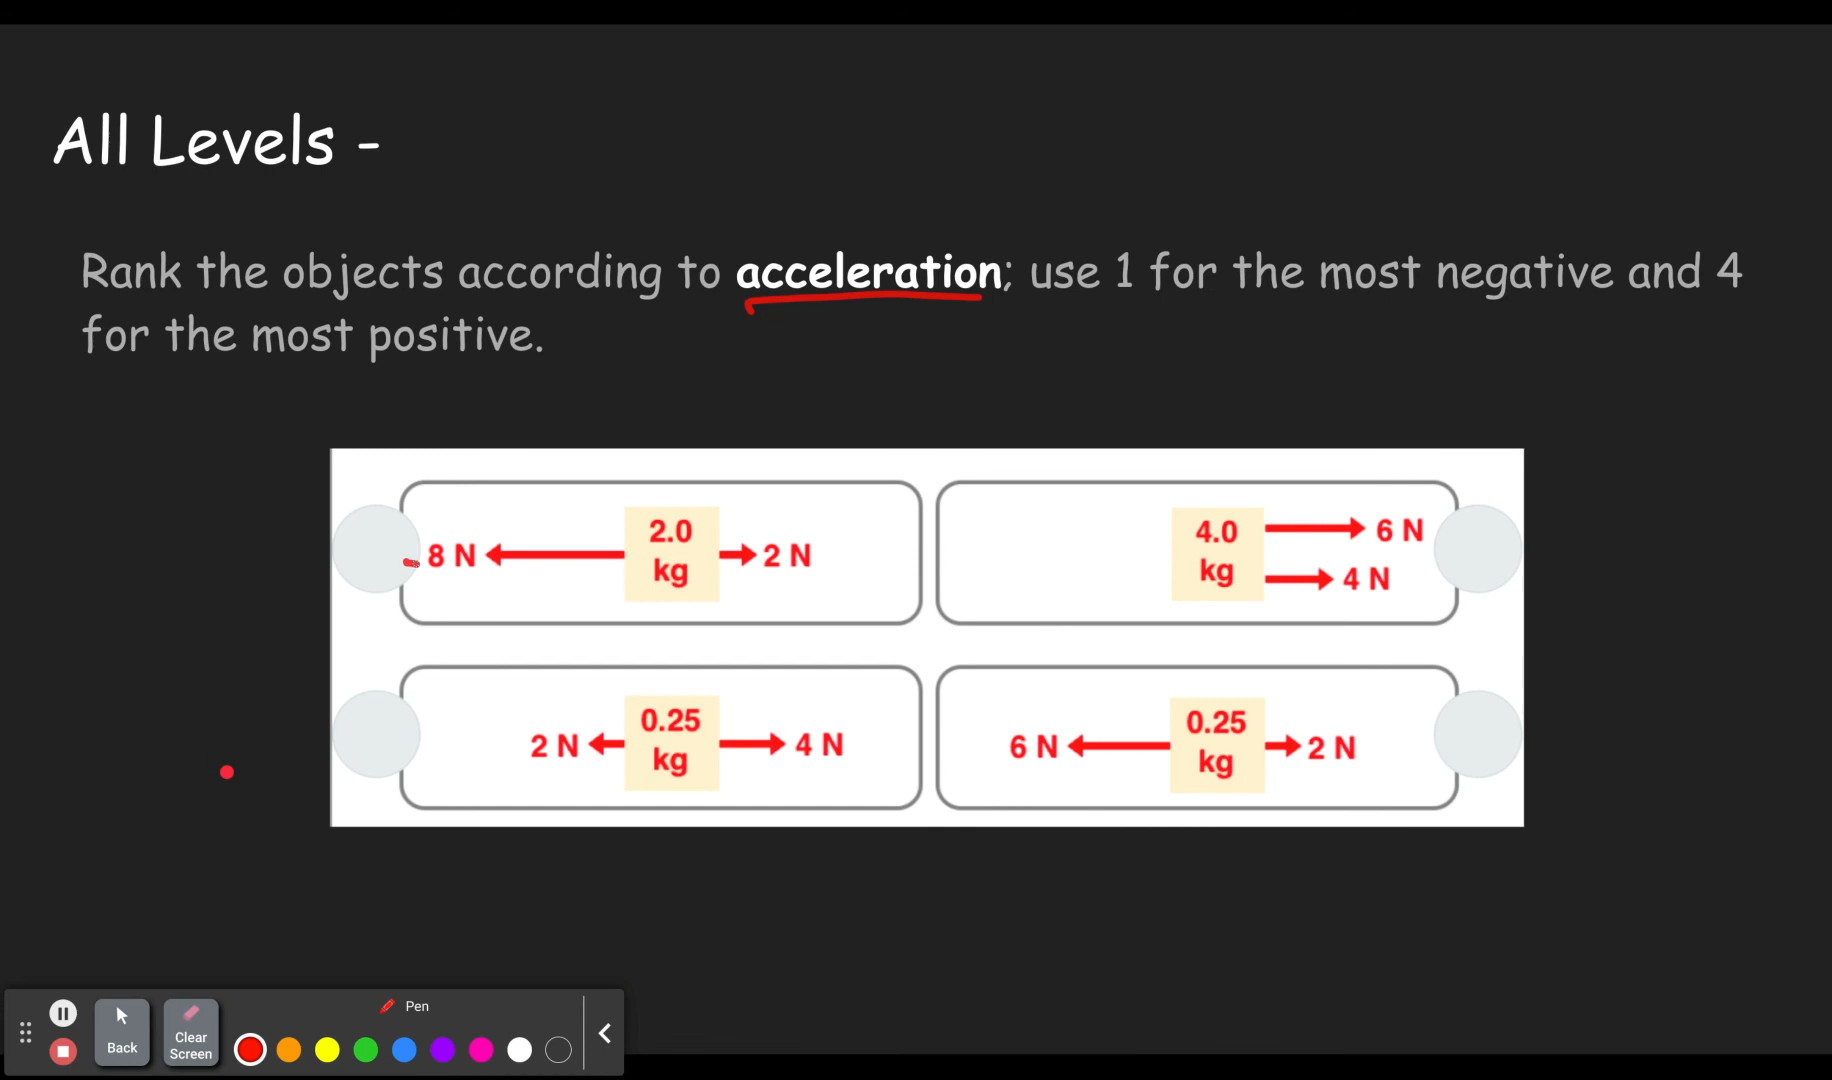 All Levels -
Rank the objects according to acceleration; use 1 for the most negative and 4
for the most positive.
8 N
2.0
kg
2 N
4.0
kg
6 N
4 N
2 N
0.25
kg
4 N
6 N
0.25
kg
2 N
Pen
Back
Clear
Screen